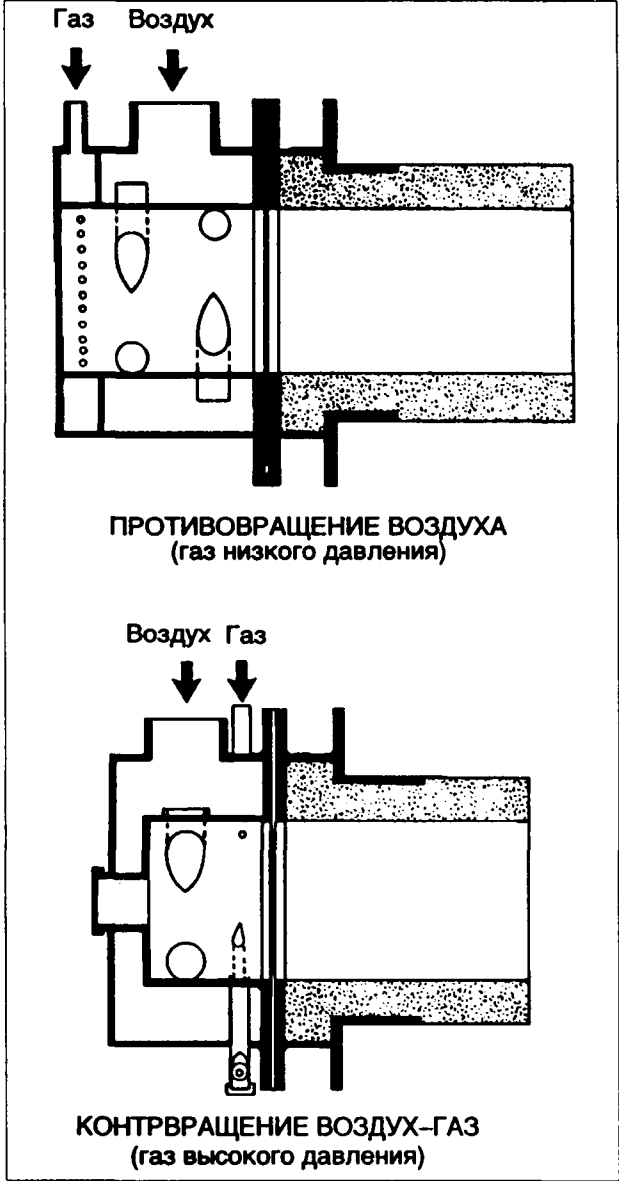 Газ Воздух
ПРОТИВОВРАЩЕНИЕ ВОЗДУХА
(газ низкого давления)
Воздух Газ
КОНТРВРАЩЕНИЕ ВОЗДУХ–ГАЗ
(газ высокого давления)